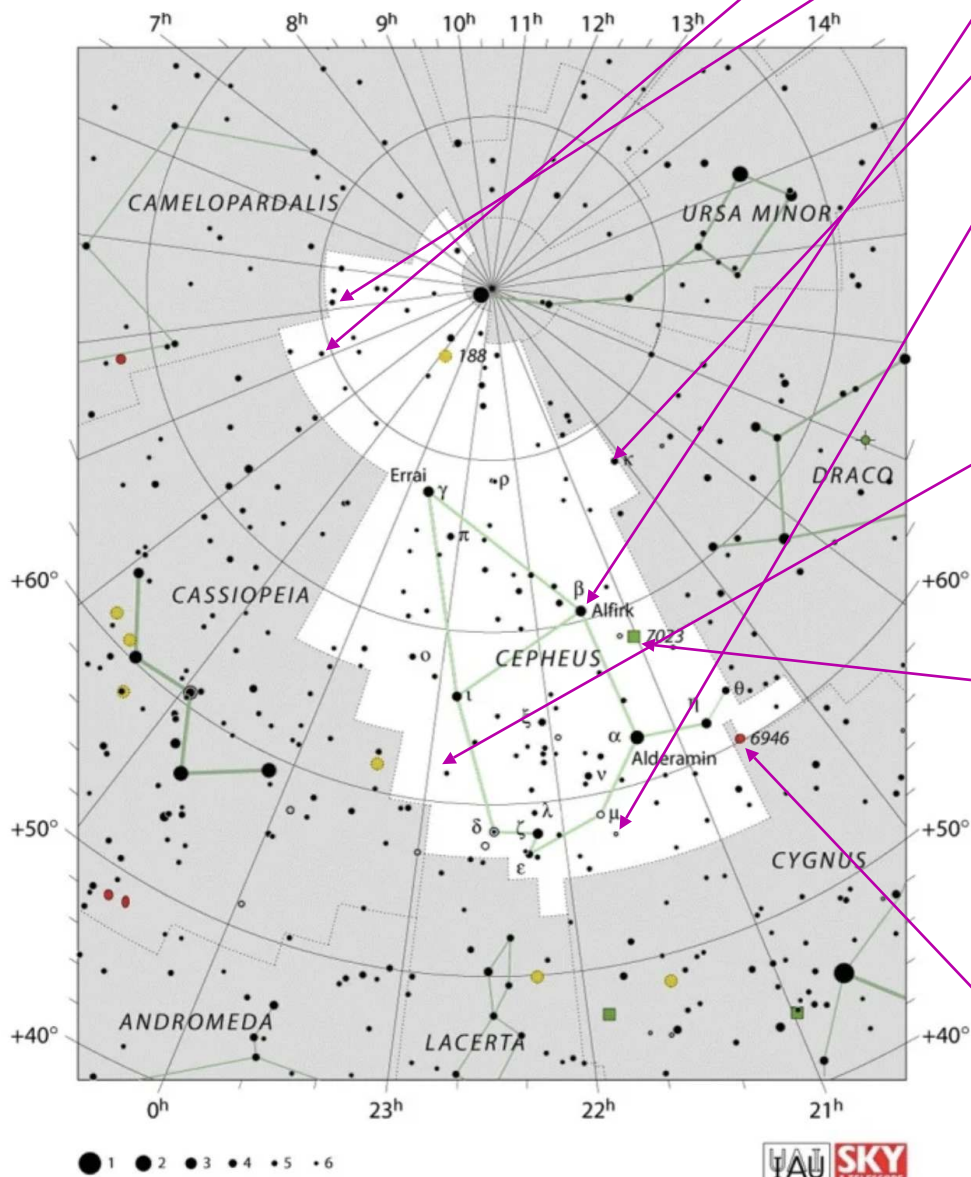 7h 8h 9h 10h 11h 12h 13h 14h
CAMELOPARDALIS
URSA MINOR
188
κ
DRACO
Errai
γ
ρ
π
+60° +60°
CASSIOPEIA
β
Alfirk
7023
ο
CEPHEUS
ι
θ
η
ξ
α
6946
Alderamin
ν
λ
μ
δ
ζ
+50° +50°
ε
CYGNUS
ANDROMEDA
LACERTA
+40° +40°
0h 23h 22h 21h
1 2 3 4 5 6
IAU SKY